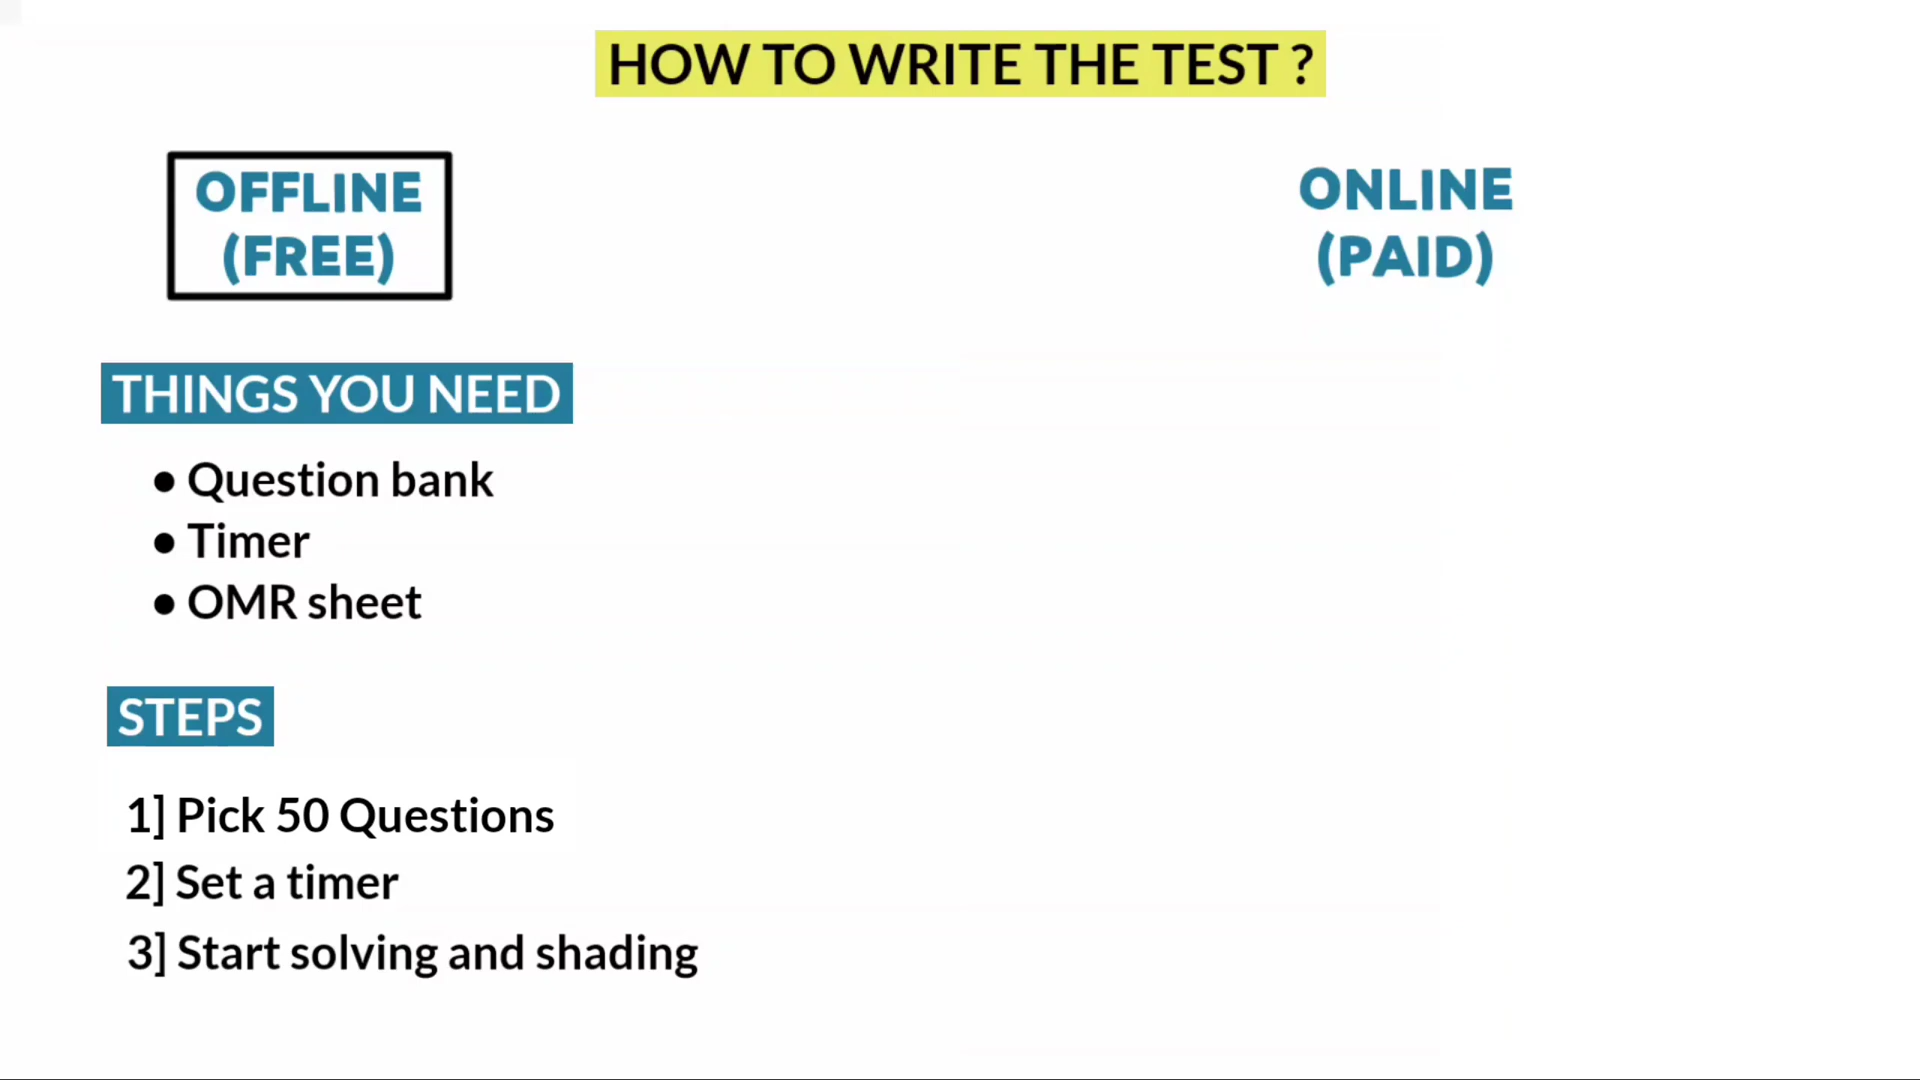 HOW TO WRITE THE TEST ?
OFFLINE
(FREE)
ONLINE
(PAID)
THINGS YOU NEED
● Question bank
● Timer
● OMR sheet
STEPS
1] Pick 50 Questions
2] Set a timer
3] Start solving and shading